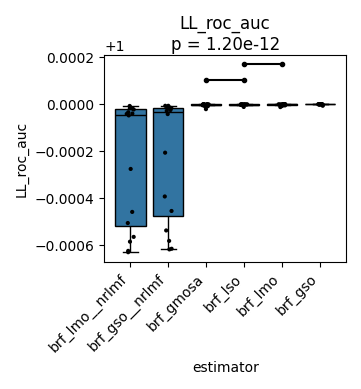 LL_roc_auc
p = 1.20e-12
+1
0.0002
0.0000
−0.0002
−0.0004
−0.0006
LL_roc_auc
brf_lmo__nrlmf
brf_gso__nrlmf
brf_gmosa
brf_lso
brf_lmo
brf_gso
estimator